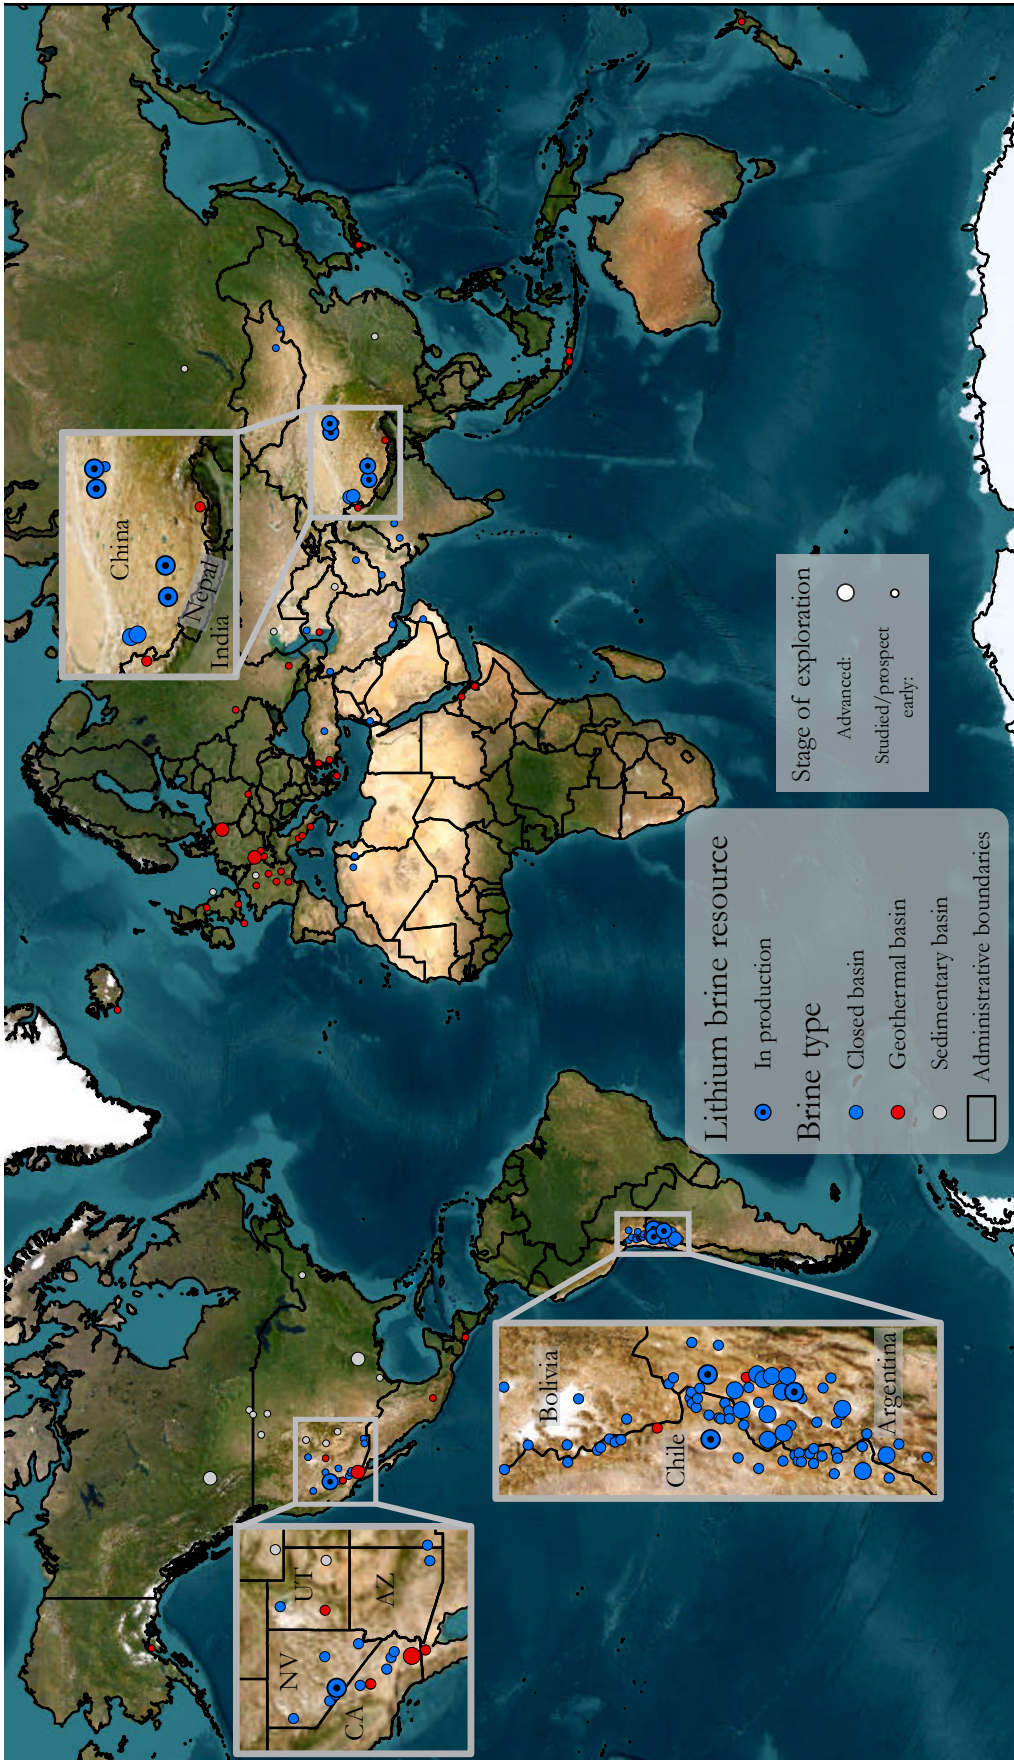 NV
UT
CA
AZ
China
Nepal
India
Bolivia
Chile
Argentina
Lithium brine resource
In production
Brine type
Closed basin
Geothermal basin
Sedimentary basin
Administrative boundaries
Stage of exploration
Advanced:
Studied/prospect
early: